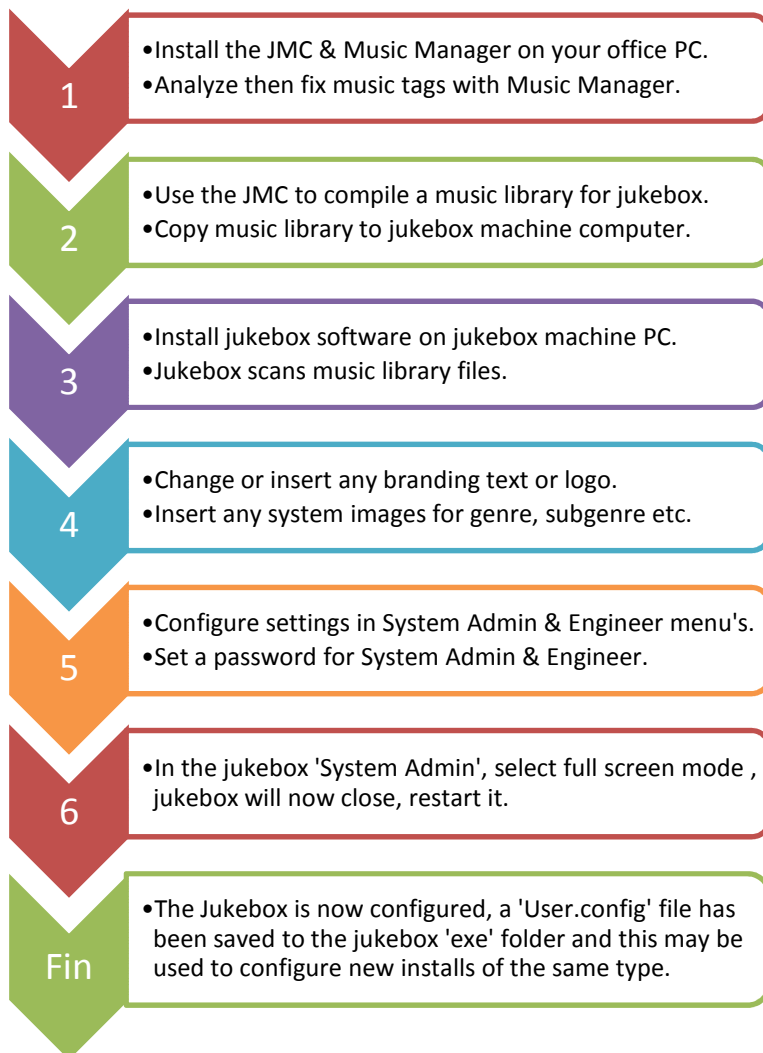 1
•Install the JMC & Music Manager on your office PC.
•Analyze then fix music tags with Music Manager.
2
•Use the JMC to compile a music library for jukebox.
•Copy music library to jukebox machine computer.
3
•Install jukebox software on jukebox machine PC.
•Jukebox scans music library files.
4
•Change or insert any branding text or logo.
•Insert any system images for genre, subgenre etc.
5
•Configure settings in System Admin & Engineer menu's.
•Set a password for System Admin & Engineer.
6
•In the jukebox 'System Admin', select full screen mode ,
jukebox will now close, restart it.
Fin
•The Jukebox is now configured, a 'User.config' file has
been saved to the jukebox 'exe' folder and this may be
used to configure new installs of the same type.